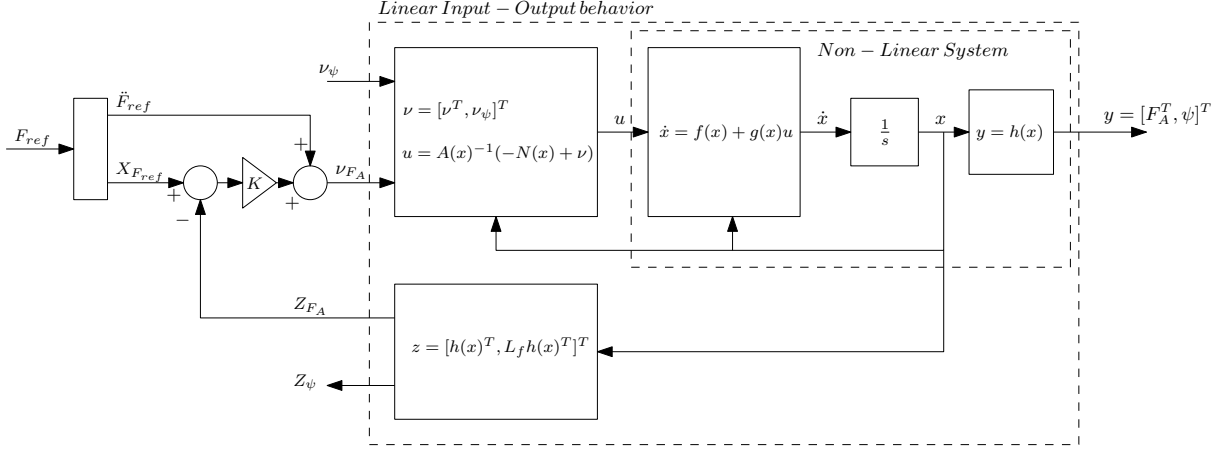 Linear Input − Output behavior
Non − Linear System
ν_ψ
F̈_ref
F_ref
X_{F_ref}
+
−
K
+
+
ν_{F_A}
ν = [ν^T, ν_ψ]^T
u = A(x)^{−1}(−N(x) + ν)
u
ẋ = f(x) + g(x)u
ẋ
1/s
x
y = h(x)
y = [F_A^T, ψ]^T
Z_{F_A}
z = [h(x)^T, L_f h(x)^T]^T
Z_ψ